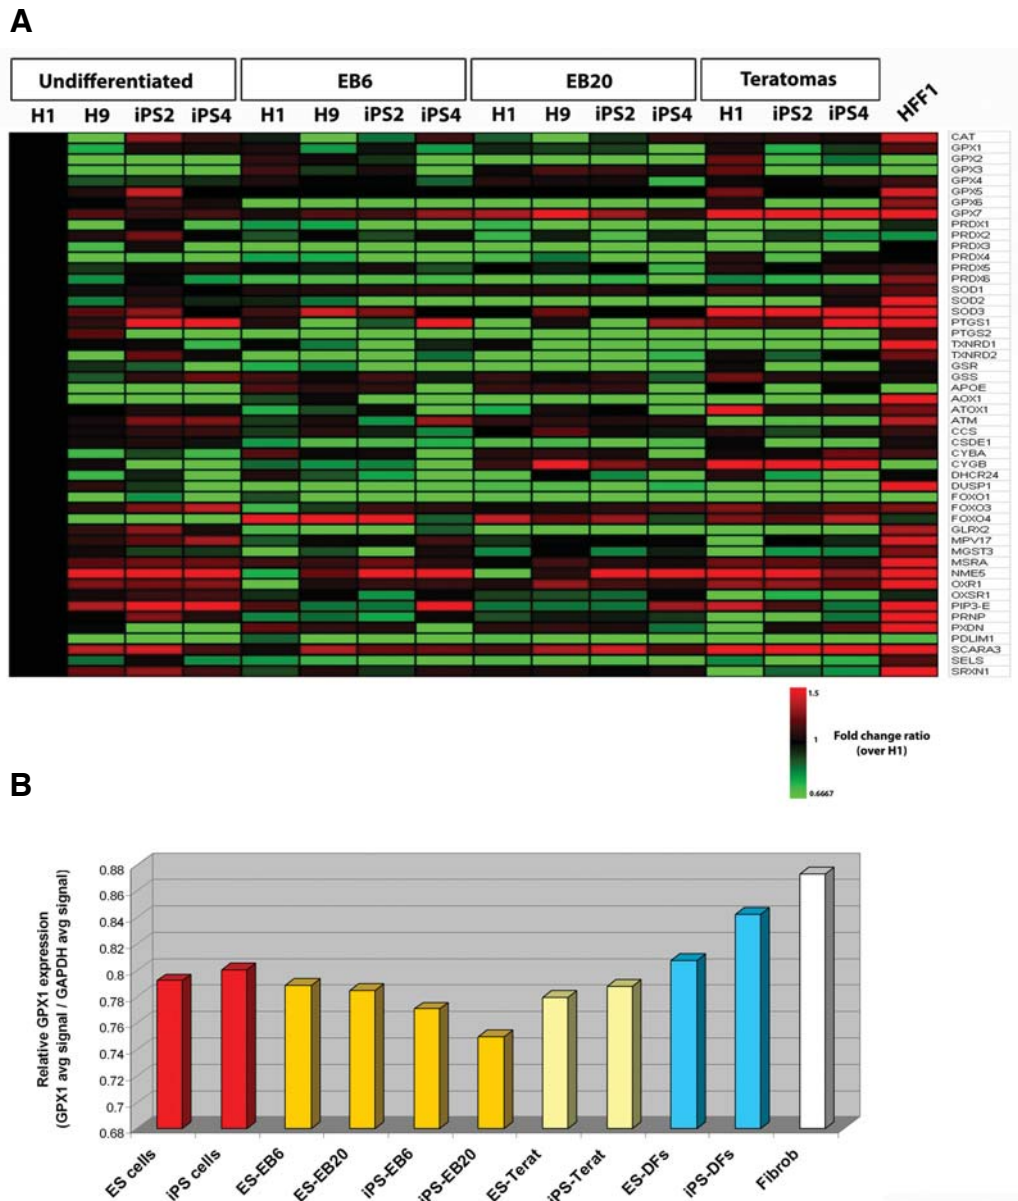 A
Undifferentiated EB6 EB20 Teratomas HFF1
H1 H9 iPS2 iPS4 H1 H9 iPS2 iPS4 H1 H9 iPS2 iPS4 H1 iPS2 iPS4
CAT
GPX1
GPX2
GPX3
GPX4
GPX5
GPX6
GPX7
PRDX1
PRDX2
PRDX3
PRDX4
PRDX5
PRDX6
SOD1
SOD2
SOD3
PTGS1
PTGS2
TXNRD1
TXNRD2
GSR
GSS
APOE
AOX1
ATOX1
ATM
CCS
CSDE1
CYBA
CYGB
DHCR24
DUSP1
FOXO1
FOXO3
FOXO4
GLRX2
MPV17
MGST3
MSRA
NME5
OXR1
OXSR1
PIP3-E
PRNP
PXDN
PDLIM1
SCARA3
SELS
SRXN1
1.5
1
0.6667
Fold change ratio
(over H1)
B
Relative GPX1 expression
(GPX1 avg signal / GAPDH avg signal)
0.88
0.86
0.84
0.82
0.8
0.78
0.76
0.74
0.72
0.7
0.68
ES cells
iPS cells
ES-EB6
ES-EB20
iPS-EB6
iPS-EB20
ES-Terat
iPS-Terat
ES-DFs
iPS-DFs
Fibrob